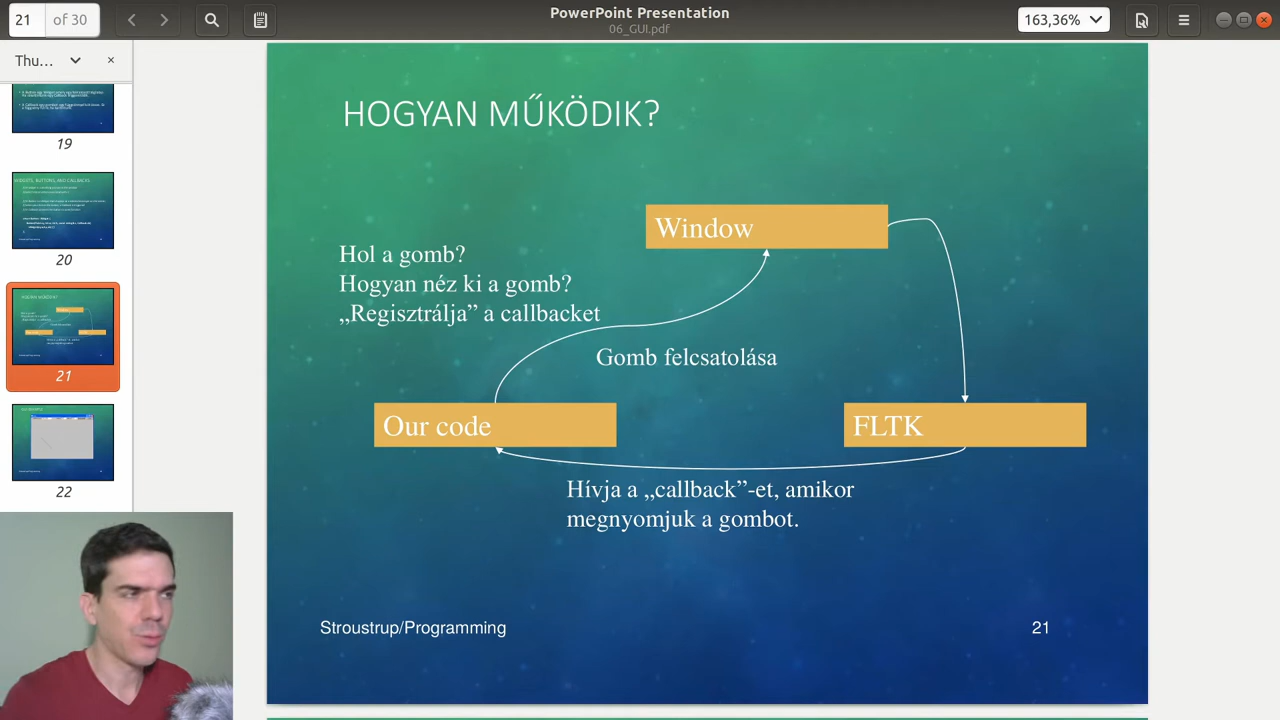 21 of 30
PowerPoint Presentation
06_GUI.pdf
163,36%
Thu...
19
20
21
22
HOGYAN MŰKÖDIK?
Window
Hol a gomb?
Hogyan néz ki a gomb?
„Regisztrálja” a callbacket
Gomb felcsatolása
Our code
FLTK
Hívja a „callback”-et, amikor
megnyomjuk a gombot.
Stroustrup/Programming
21